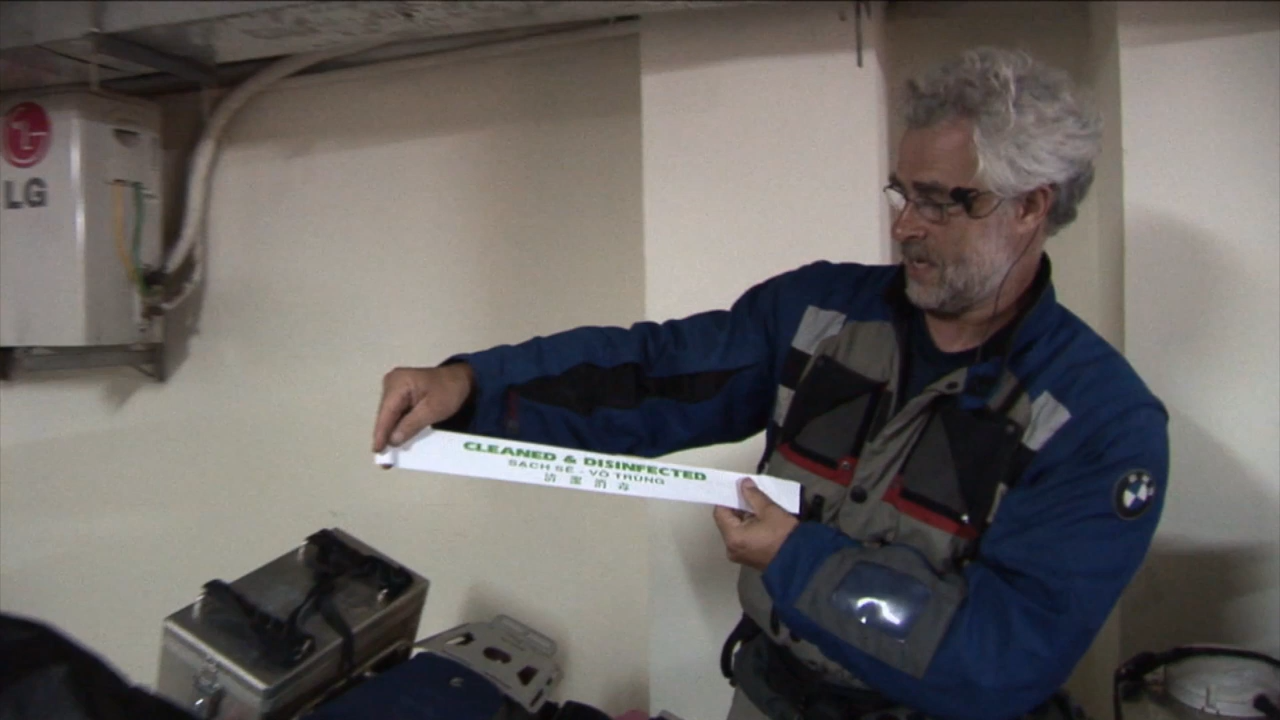 LG
CLEANED & DISINFECTED
SẠCH SẼ - VÔ TRÙNG
清潔消毒